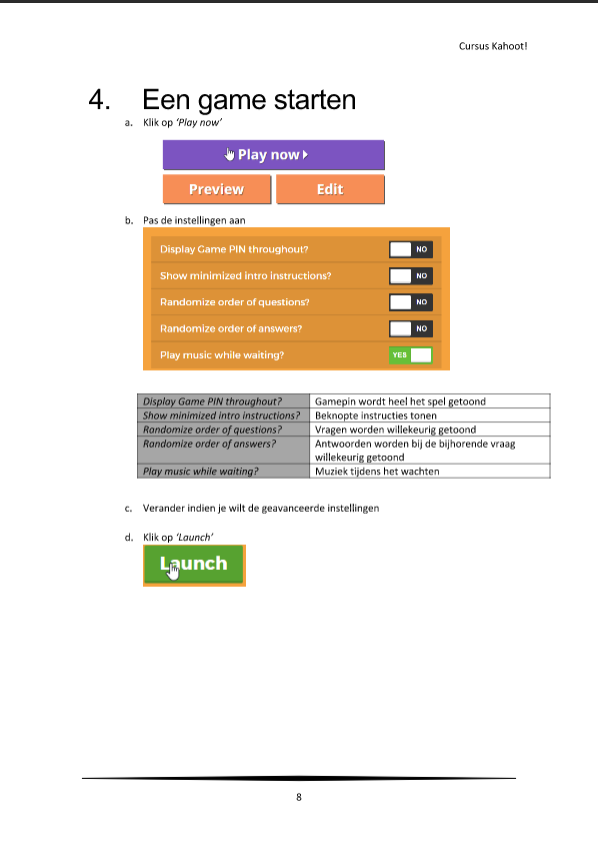 Cursus Kahoot!
4. Een game starten
a. Klik op ‘Play now’
Play now
Preview Edit
b. Pas de instellingen aan
Display Game PIN throughout? NO
Show minimized intro instructions? NO
Randomize order of questions? NO
Randomize order of answers? NO
Play music while waiting? YES
Display Game PIN throughout? Gamepin wordt heel het spel getoond
Show minimized intro instructions? Beknopte instructies tonen
Randomize order of questions? Vragen worden willekeurig getoond
Randomize order of answers? Antwoorden worden bij de bijhorende vraag
willekeurig getoond
Play music while waiting? Muziek tijdens het wachten
c. Verander indien je wilt de geavanceerde instellingen
d. Klik op ‘Launch’
Launch
8